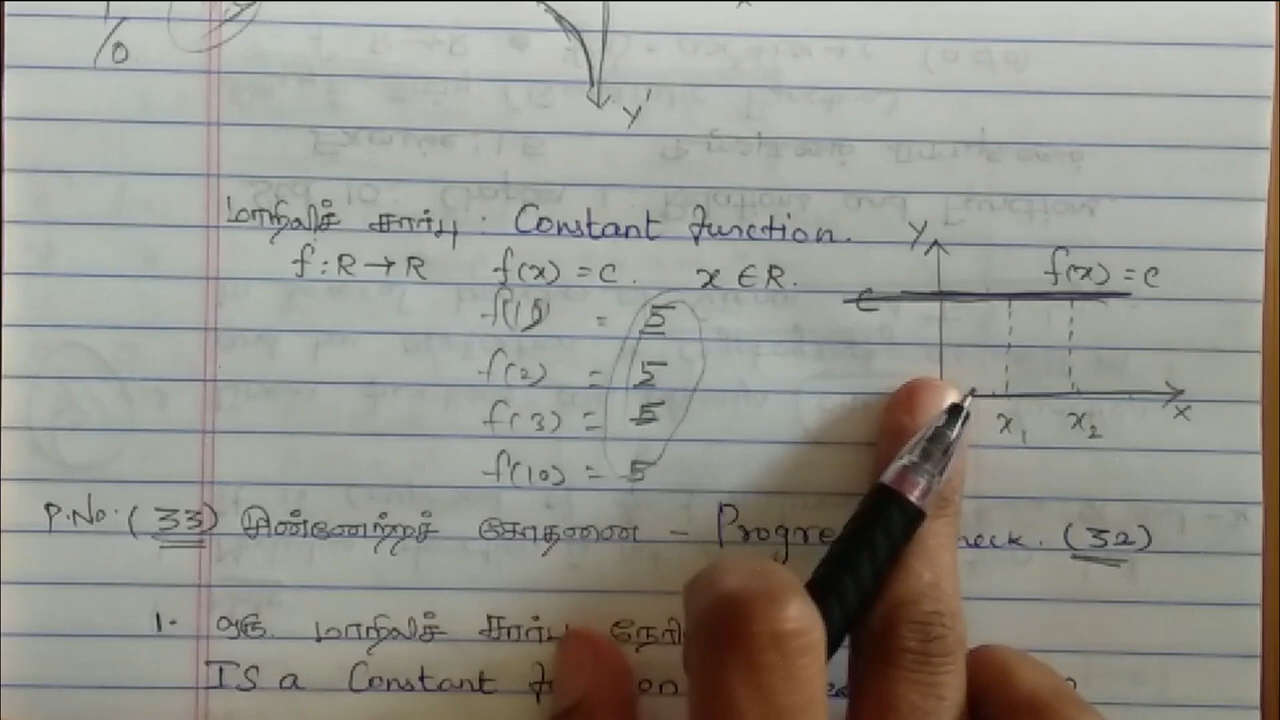 Y'
மாறிலிச் சார்பு : Constant Function.
f : R → R f(x) = C. x ∈ R.
f(1) = 5
f(2) = 5
f(3) = 5
f(10) = 5
Y
f(x) = C
C
x₁ x₂ X
P.No. (33) முன்னேற்றச் சோதனை - Progre heck. (32)
1. ஒரு மாறிலிச் சார்பு
Is a Constant